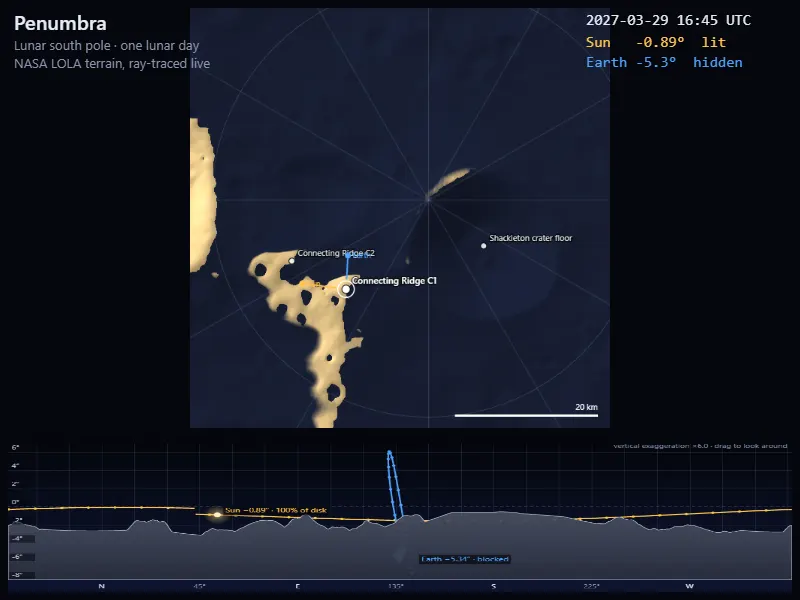 Penumbra
Lunar south pole · one lunar day
NASA LOLA terrain, ray-traced live
2027-03-29 16:45 UTC
Sun -0.89° lit
Earth -5.3° hidden
Shackleton crater floor
Connecting Ridge C2
Connecting Ridge C1
20 km
vertical exaggeration ×6.0 · drag to look around
6°
4°
2°
0°
-2°
-4°
-6°
-8°
Sun −0.89° · 100% of disk
Earth −5.34° · blocked
N 45° E 135° S 225° W